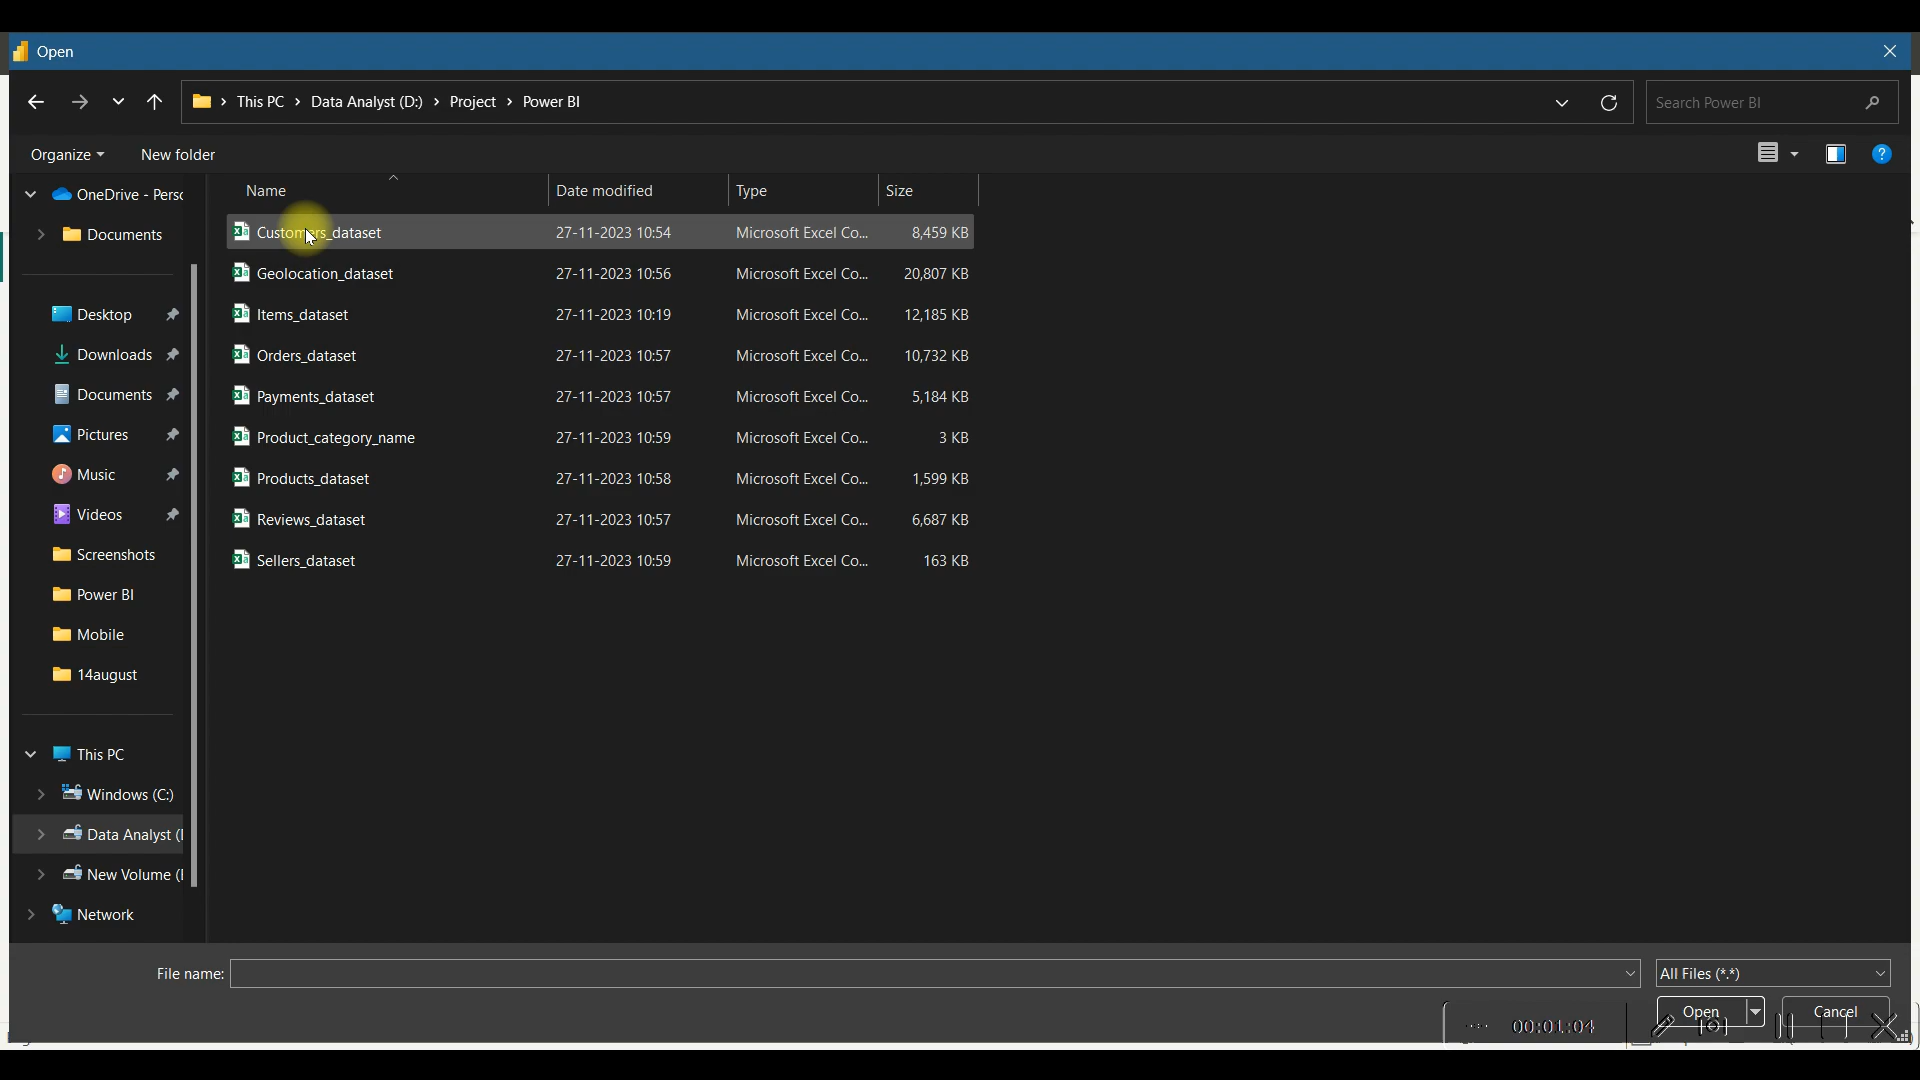 Open
This PC > Data Analyst (D:) > Project > Power BI
Search Power BI
Organize
New folder
Name
Date modified
Type
Size
OneDrive - Perso
Documents
Desktop
Downloads
Documents
Pictures
Music
Videos
Screenshots
Power BI
Mobile
14august
This PC
Windows (C:)
Data Analyst (
New Volume (
Network
Customers_dataset 27-11-2023 10:54 Microsoft Excel Co... 8,459 KB
Geolocation_dataset 27-11-2023 10:56 Microsoft Excel Co... 20,807 KB
Items_dataset 27-11-2023 10:19 Microsoft Excel Co... 12,185 KB
Orders_dataset 27-11-2023 10:57 Microsoft Excel Co... 10,732 KB
Payments_dataset 27-11-2023 10:57 Microsoft Excel Co... 5,184 KB
Product_category_name 27-11-2023 10:59 Microsoft Excel Co... 3 KB
Products_dataset 27-11-2023 10:58 Microsoft Excel Co... 1,599 KB
Reviews_dataset 27-11-2023 10:57 Microsoft Excel Co... 6,687 KB
Sellers_dataset 27-11-2023 10:59 Microsoft Excel Co... 163 KB
File name:
All Files (*.*)
Open
Cancel
00:01:04